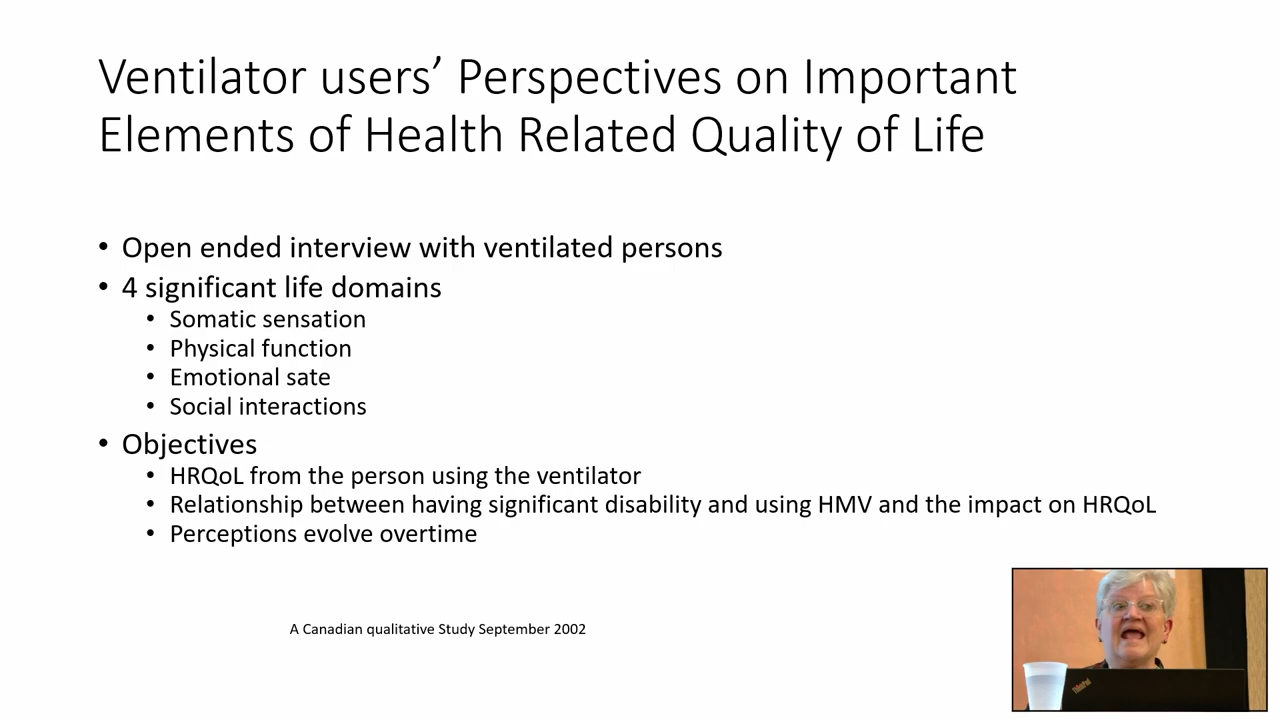 Ventilator users’ Perspectives on Important
Elements of Health Related Quality of Life
• Open ended interview with ventilated persons
• 4 significant life domains
• Somatic sensation
• Physical function
• Emotional sate
• Social interactions
• Objectives
• HRQoL from the person using the ventilator
• Relationship between having significant disability and using HMV and the impact on HRQoL
• Perceptions evolve overtime
A Canadian qualitative Study September 2002
ThinkPad